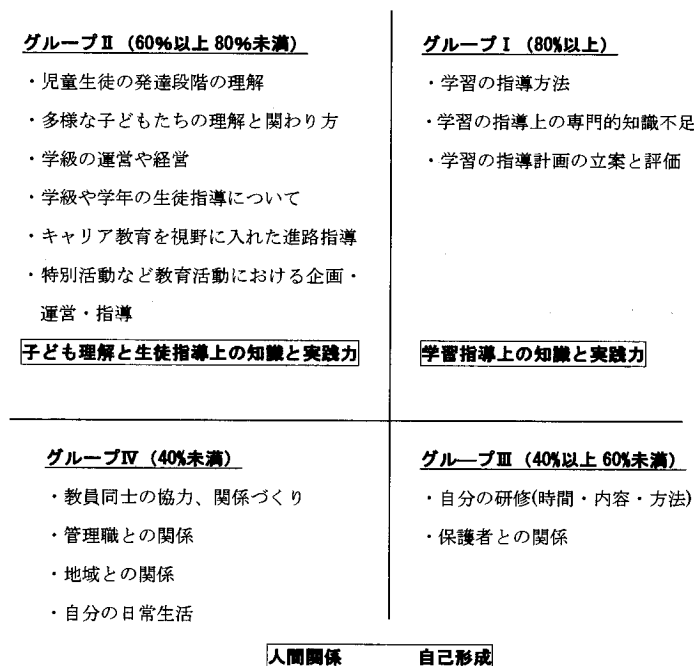 グループⅡ（60%以上 80%未満）
・児童生徒の発達段階の理解
・多様な子どもたちの理解と関わり方
・学級の運営や経営
・学級や学年の生徒指導について
・キャリア教育を視野に入れた進路指導
・特別活動など教育活動における企画・
運営・指導
子ども理解と生徒指導上の知識と実践力
グループⅠ（80%以上）
・学習の指導方法
・学習の指導上の専門的知識不足
・学習の指導計画の立案と評価
学習指導上の知識と実践力
グループⅣ（40%未満）
・教員同士の協力、関係づくり
・管理職との関係
・地域との関係
・自分の日常生活
グル―プⅢ（40%以上 60%未満）
・自分の研修(時間・内容・方法)
・保護者との関係
人間関係　　　自己形成